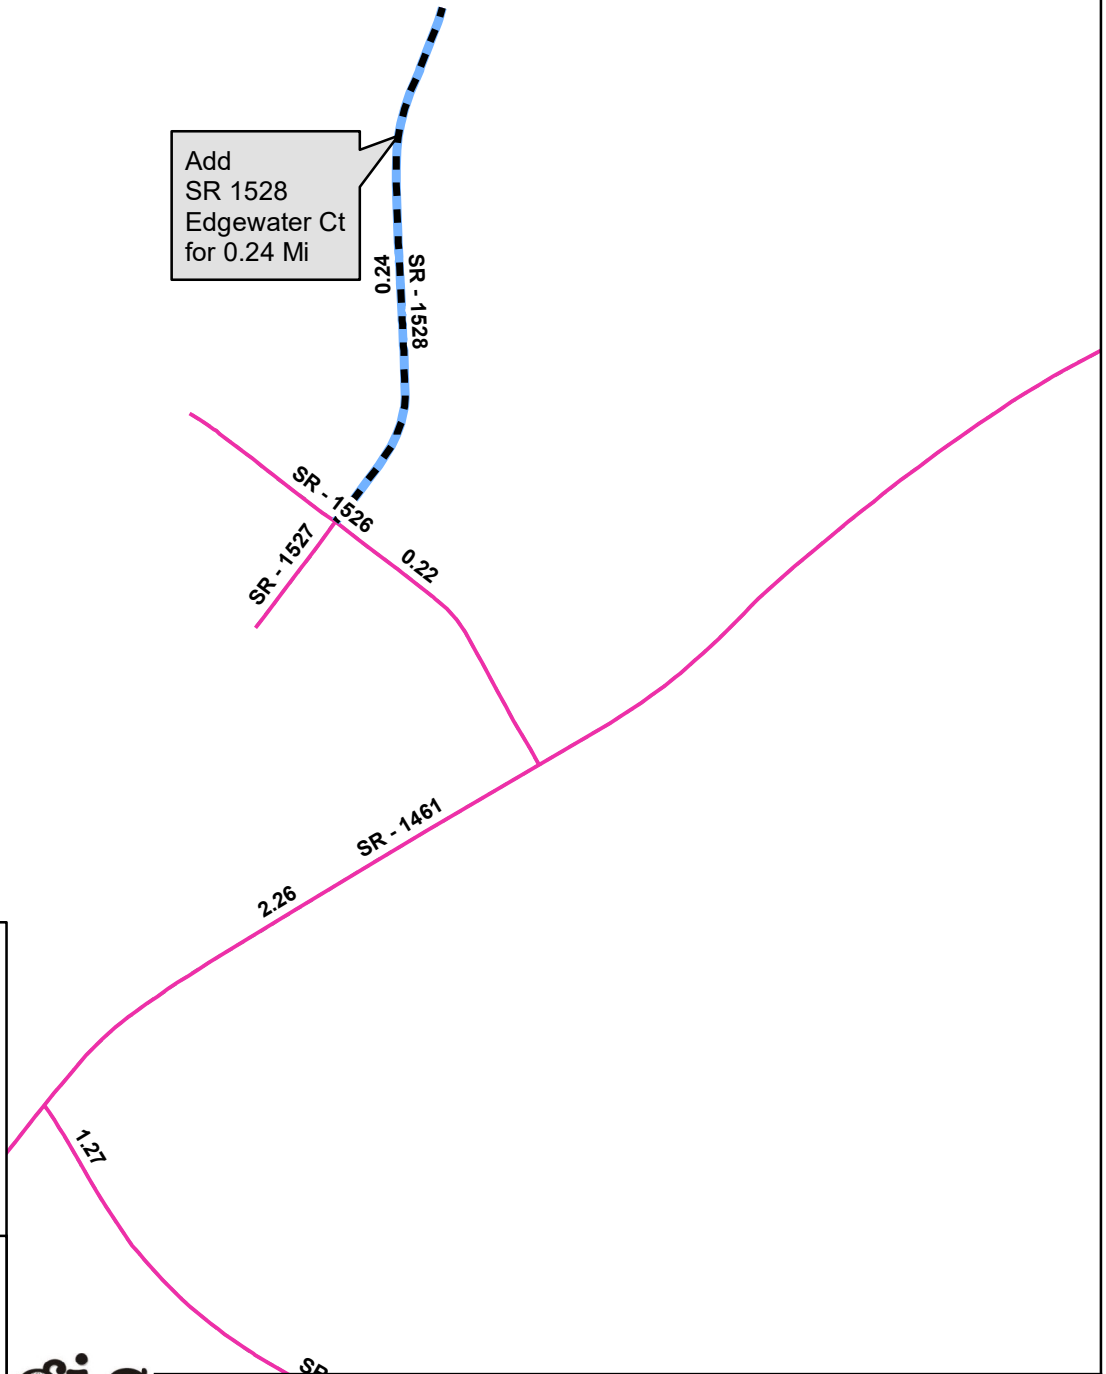 Add
SR 1528
Edgewater Ct
for 0.24 Mi
0.24
SR - 1528
SR - 1526
0.22
SR - 1527
SR - 1461
2.26
1.27
SR